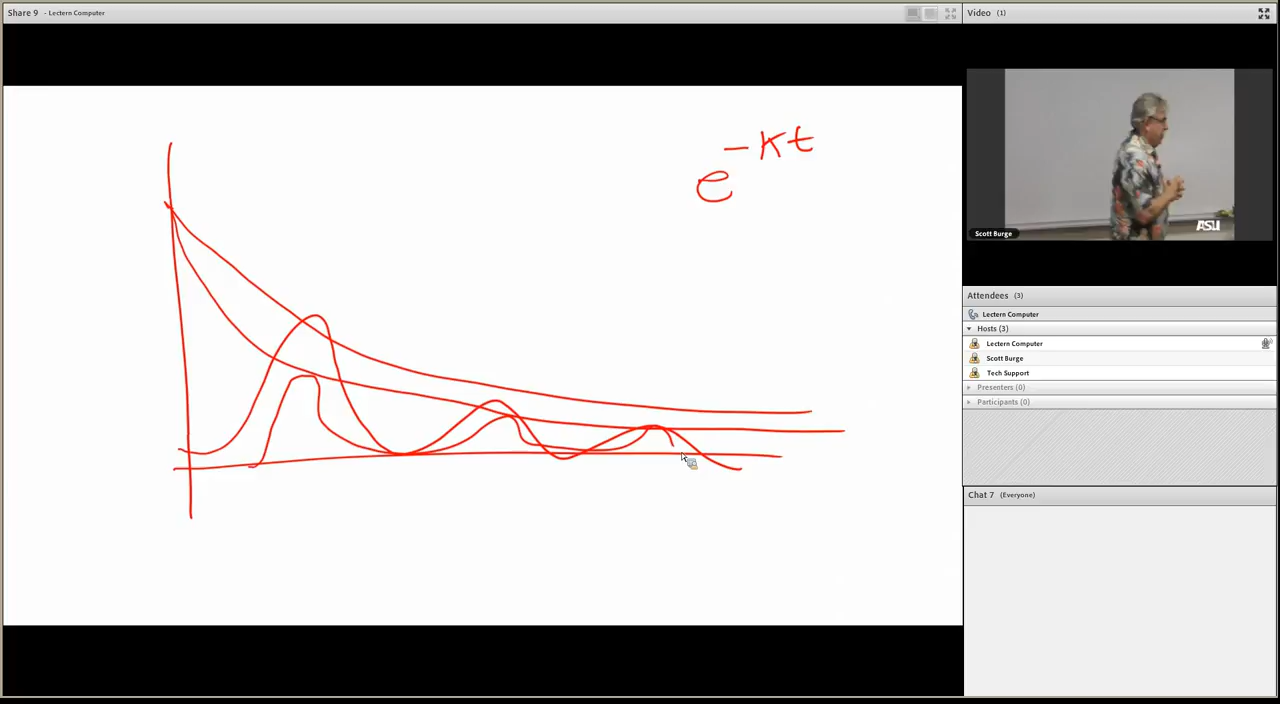 Share 9 - Lectern Computer
e^-Kt
Video (1)
Scott Burge
ASU
Attendees (3)
Lectern Computer
Hosts (3)
Lectern Computer
Scott Burge
Tech Support
Presenters (0)
Participants (0)
Chat 7 (Everyone)